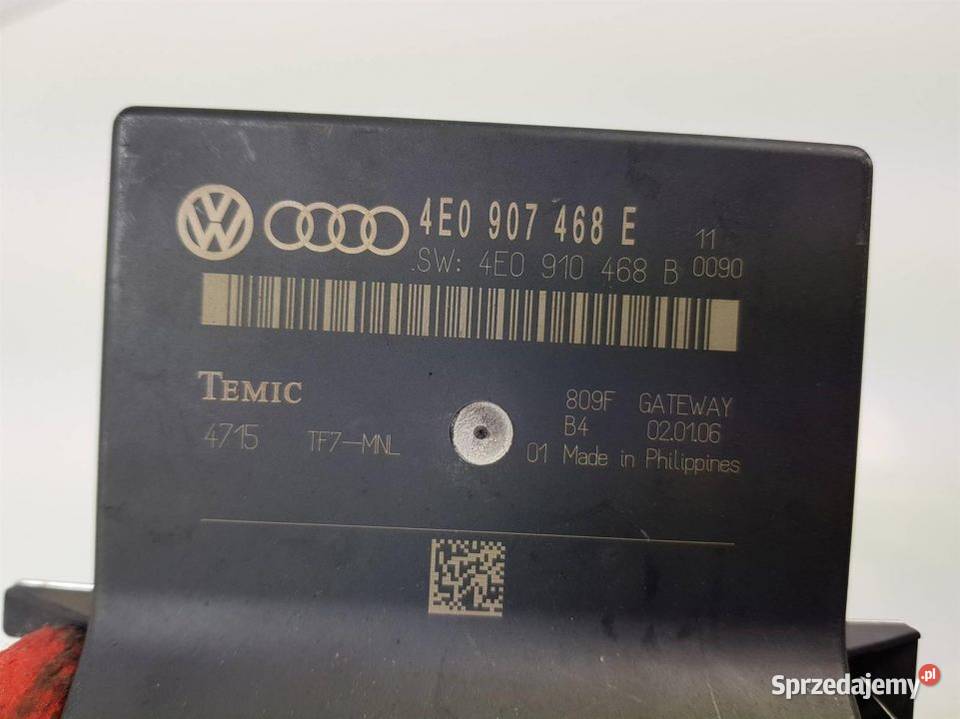 4E0 907 468 E 11
SW: 4E0 910 468 B 0090
TEMIC 809F GATEWAY
4715 TF7-MNL B4 02.01.06
01 Made in Philippines
Sprzedajemy.pl